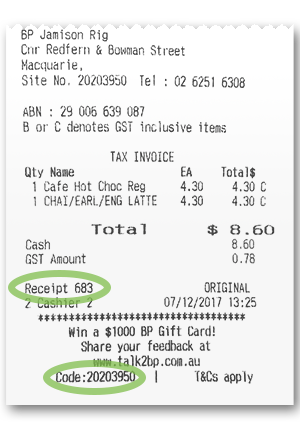 BP Jamison Rig
Cnr Redfern & Bowman Street
Macquarie,
Site No. 20203950 Tel : 02 6251 6308
ABN : 29 006 639 087
B or C denotes GST inclusive items
TAX INVOICE
Qty Name EA Total$
1 Cafe Hot Choc Reg 4.30 4.30 C
1 CHAI/EARL/ENG LATTE 4.30 4.30 C
Total $ 8.60
Cash 8.60
GST Amount 0.78
Receipt 683 ORIGINAL
2 Cashier 2 07/12/2017 13:25
**************************************
Win a $1000 BP Gift Card!
Share your feedback at
www.talk2bp.com.au
Code:20203950 | T&Cs apply